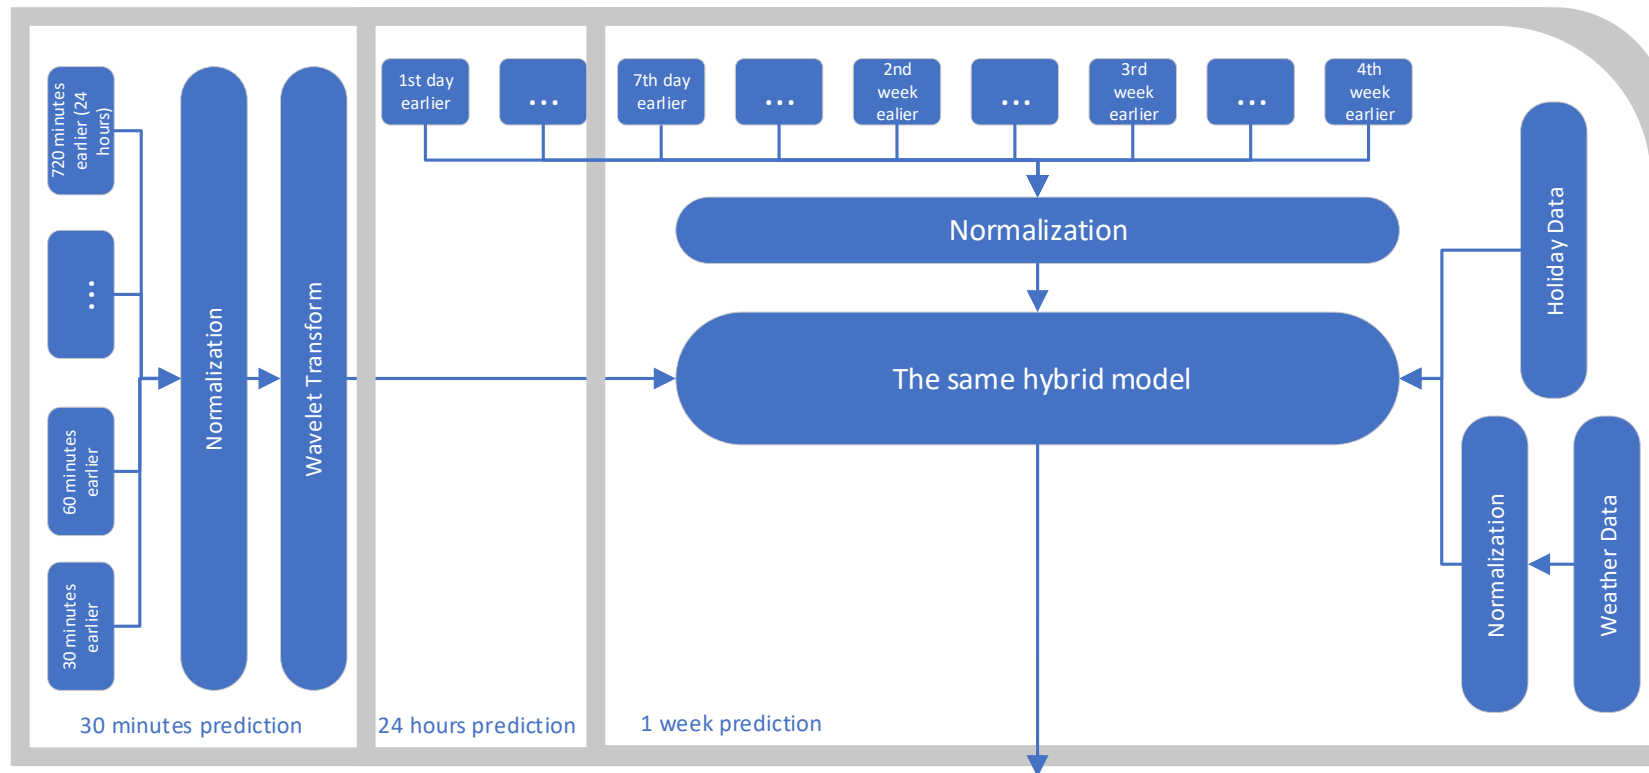 720 minutes
earlier (24
hours)
...
60 minutes
earlier
30 minutes
earlier
Normalization
Wavelet Transform
30 minutes prediction
1st day
earlier
...
24 hours prediction
7th day
earlier
...
2nd
week
ealier
...
3rd
week
earlier
...
4th
week
earlier
Normalization
The same hybrid model
Holiday Data
Normalization
Weather Data
1 week prediction